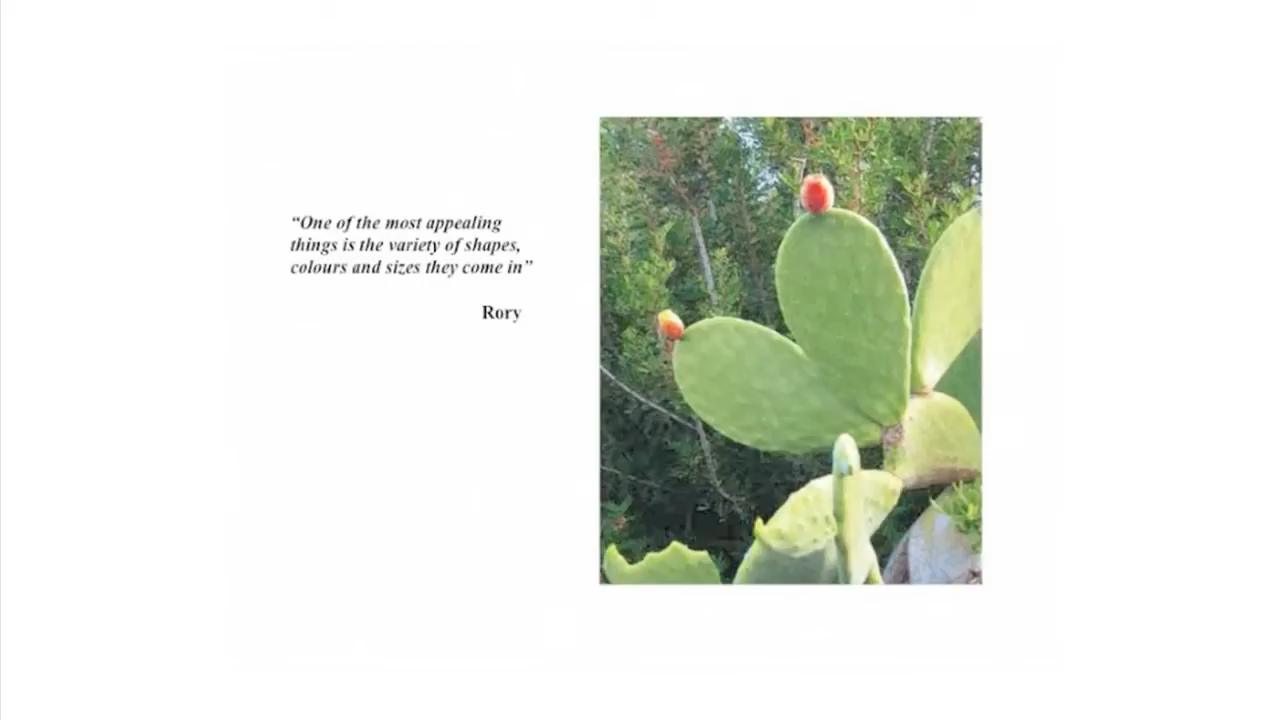 “One of the most appealing
things is the variety of shapes,
colours and sizes they come in”
Rory